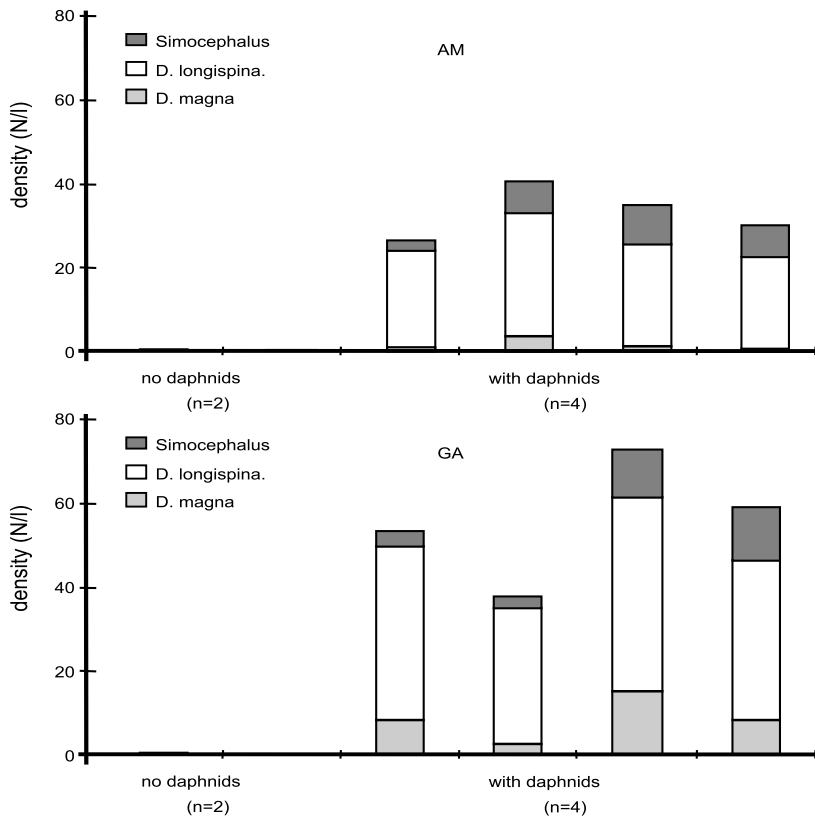 80
Simocephalus
AM
D. longispina.
D. magna
60
density (N/l)
40
20
0
no daphnids
with daphnids
(n=2)
(n=4)
80
Simocephalus
GA
D. longispina.
D. magna
60
density (N/l)
40
20
0
no daphnids
with daphnids
(n=2)
(n=4)